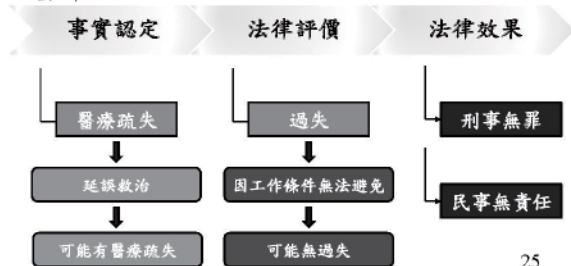 事實認定
法律評價
法律效果
醫療疏失
延誤救治
可能有醫療疏失
過失
因工作條件無法避免
可能無過失
刑事無罪
民事無責任
25